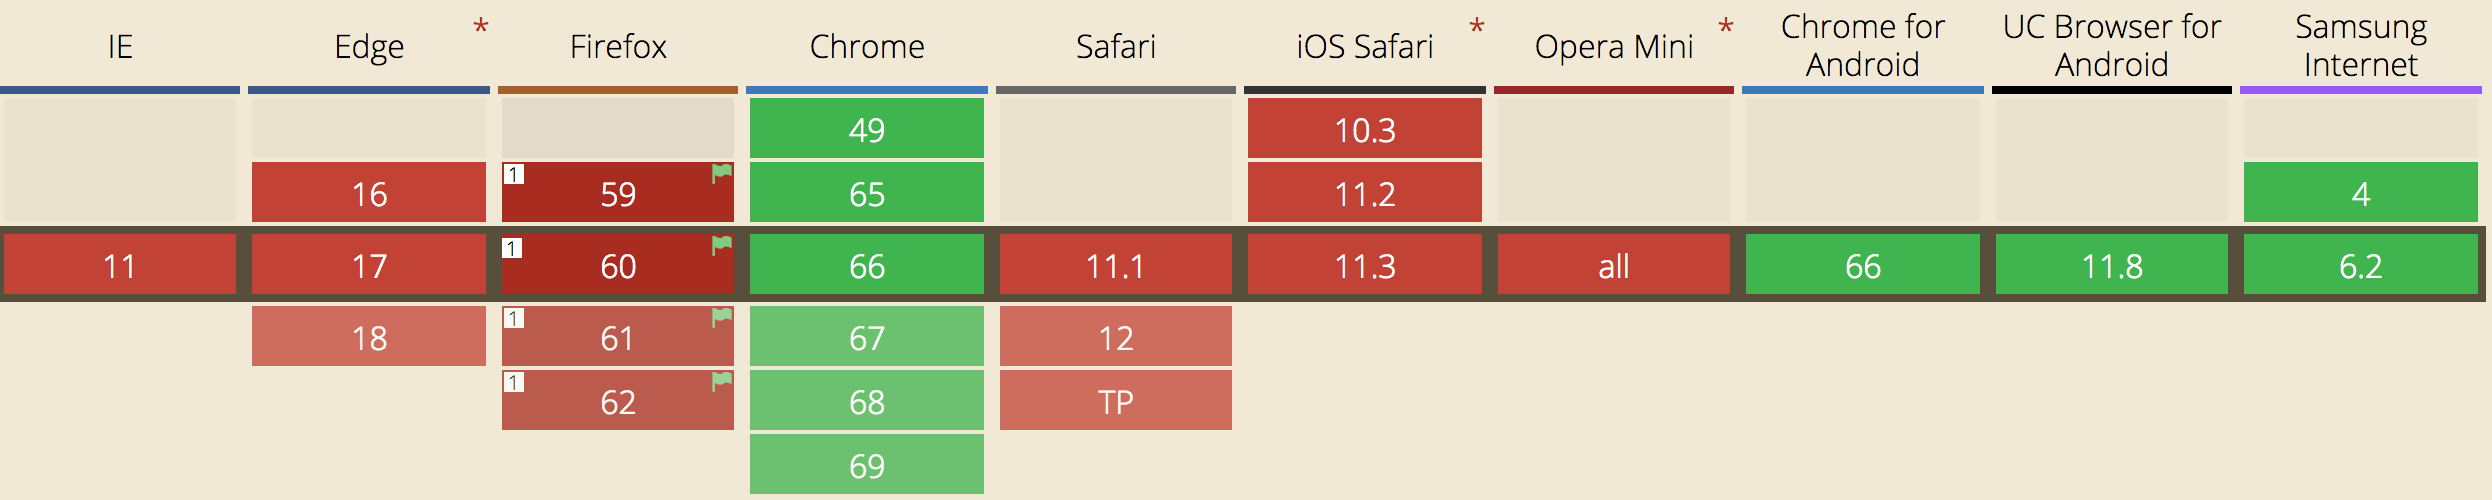 IE
Edge *
Firefox
Chrome
Safari
iOS Safari *
Opera Mini *
Chrome for
Android
UC Browser for
Android
Samsung
Internet
49 10.3
16 1 59 65 11.2 4
11 17 1 60 66 11.1 11.3 all 66 11.8 6.2
18 1 61 67 12
1 62 68 TP
69